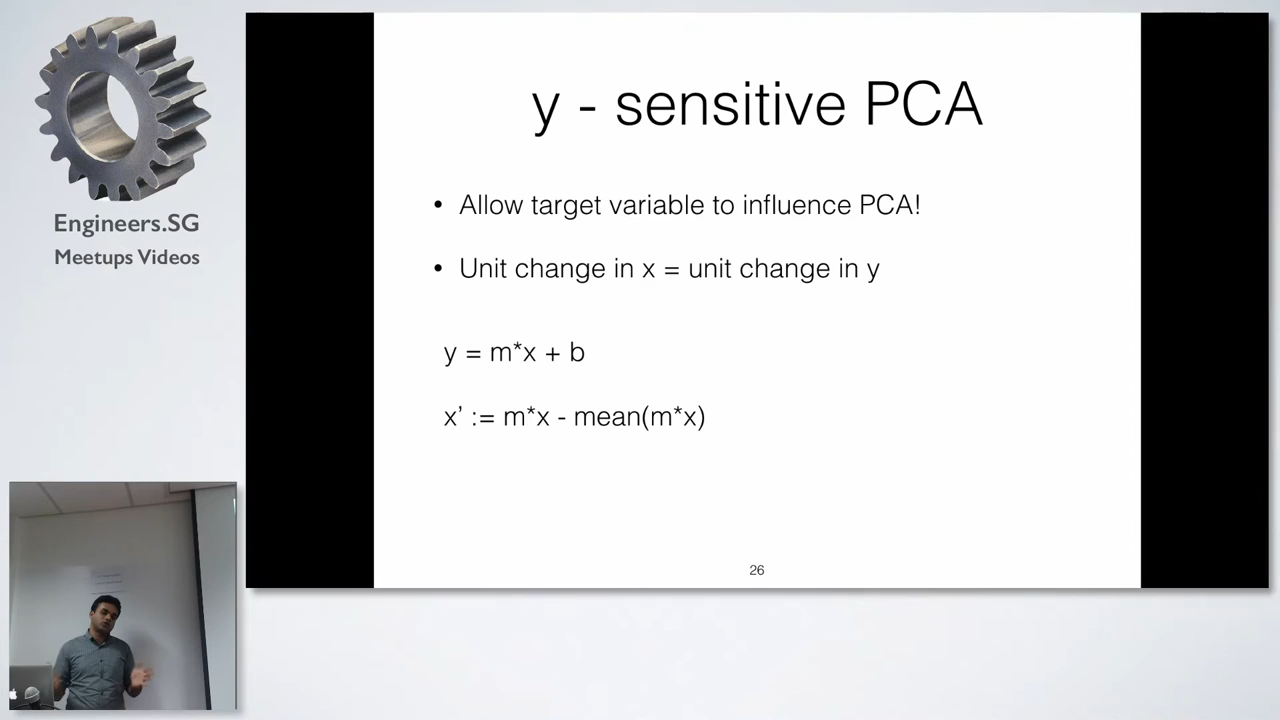 Engineers.SG
Meetups Videos
y - sensitive PCA
• Allow target variable to influence PCA!
• Unit change in x = unit change in y
y = m*x + b
x’ := m*x - mean(m*x)
26